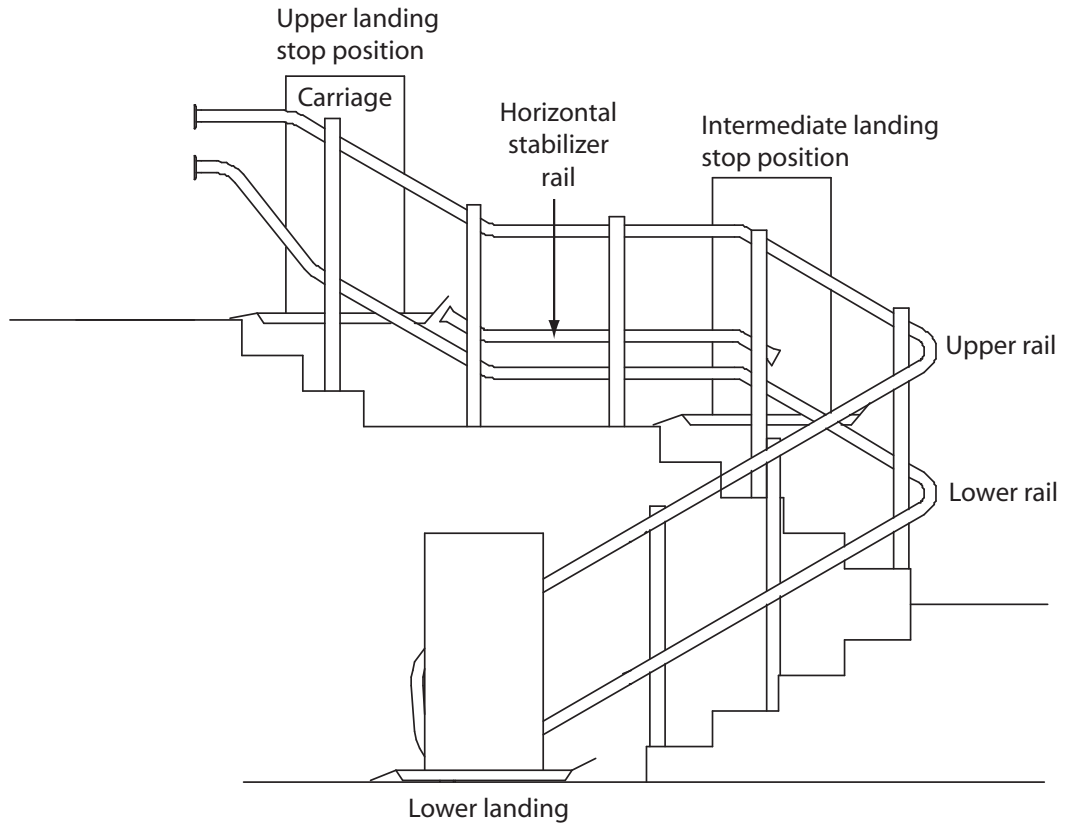 Upper landing
stop position
Carriage
Horizontal
stabilizer
rail
Intermediate landing
stop position
Upper rail
Lower rail
Lower landing